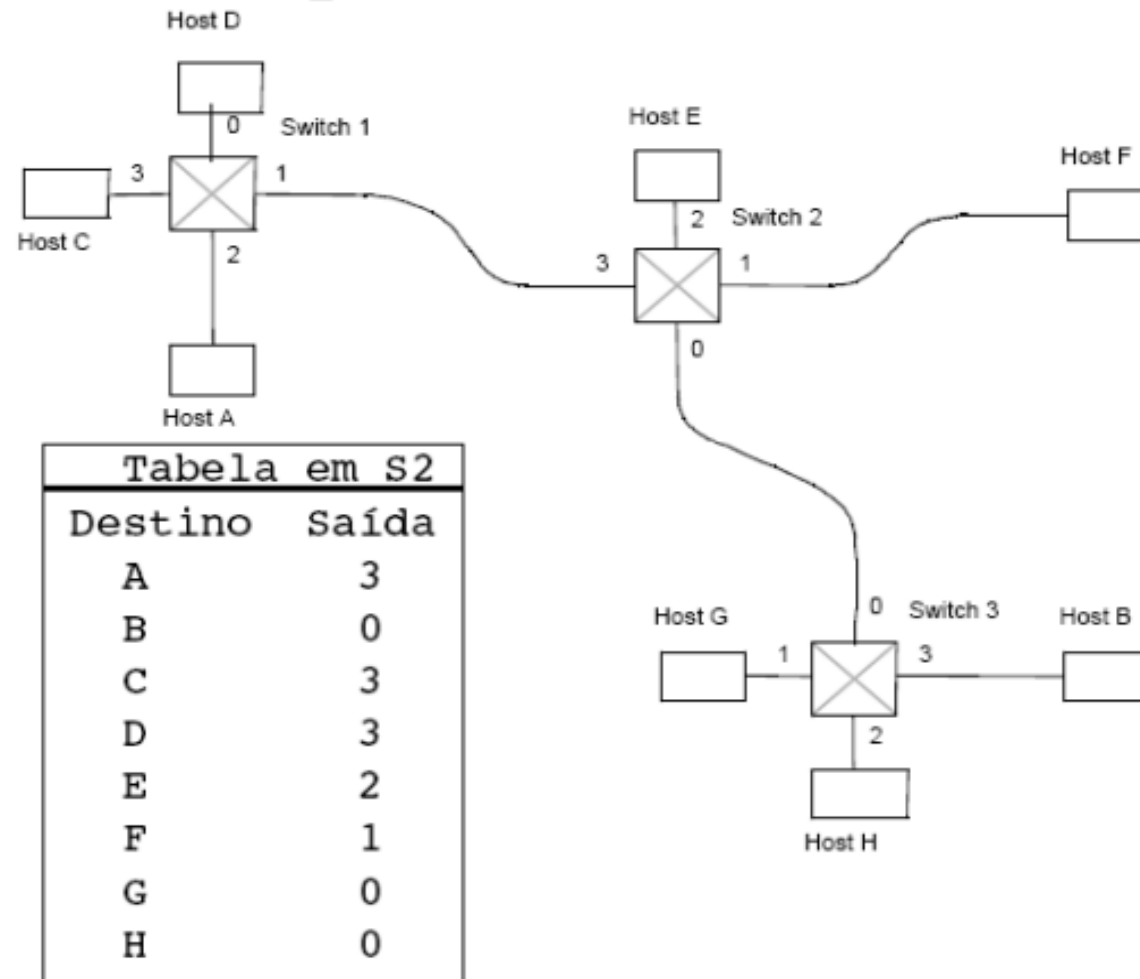 Host D
0 Switch 1
3 1
Host C
2
Host A
Host E
2 Switch 2
3 1
0
Host F
Host G
0 Switch 3
Host B
1 3
2
Host H
Tabela em S2
Destino Saída
A 3
B 0
C 3
D 3
E 2
F 1
G 0
H 0